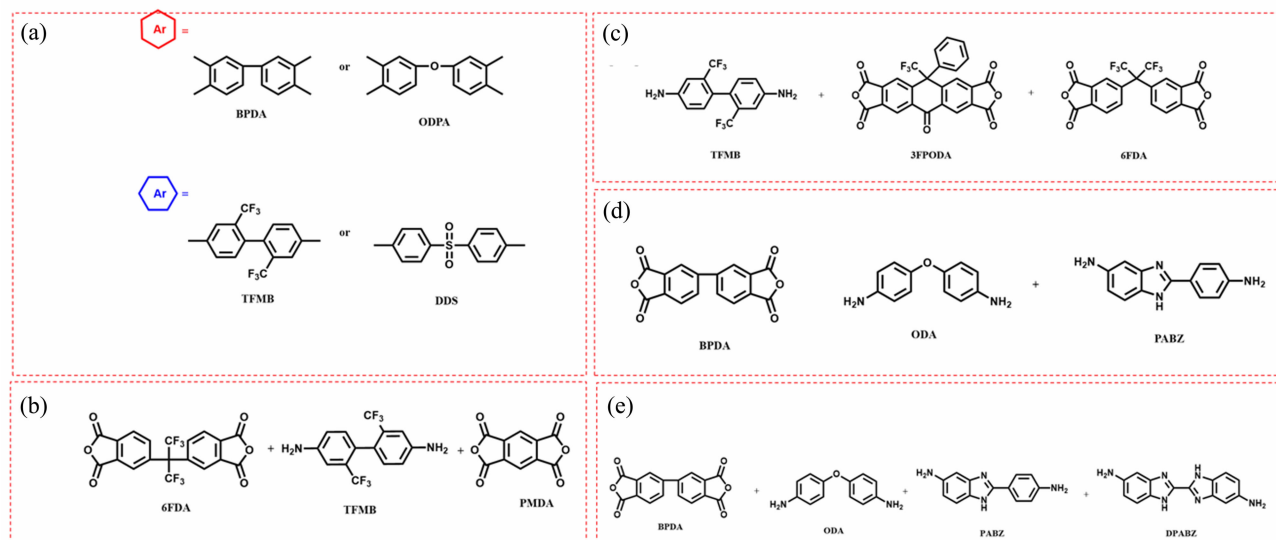 (a)
Ar =
or
O
BPDA
ODPA
Ar =
CF3
or
O
S
O
CF3
TFMB
DDS
(b)
O
O
CF3
O
O
O
O
CF3
6FDA
+
CF3
H2N
NH2
CF3
TFMB
+
O
O
O
O
O
O
PMDA
(c)
CF3
H2N
NH2
F3C
TFMB
+
F3C
O
O
O
O
O
O
O
3FPODA
+
F3C CF3
O
O
O
O
O
O
6FDA
(d)
O
O
O
O
O
O
BPDA
O
H2N
NH2
ODA
+
H2N
N
N
H
NH2
PABZ
(e)
O
O
O
O
O
O
BPDA
+
O
H2N
NH2
ODA
+
H2N
N
N
H
NH2
PABZ
+
H2N
N
H
N
N
H
N
NH2
DPABZ